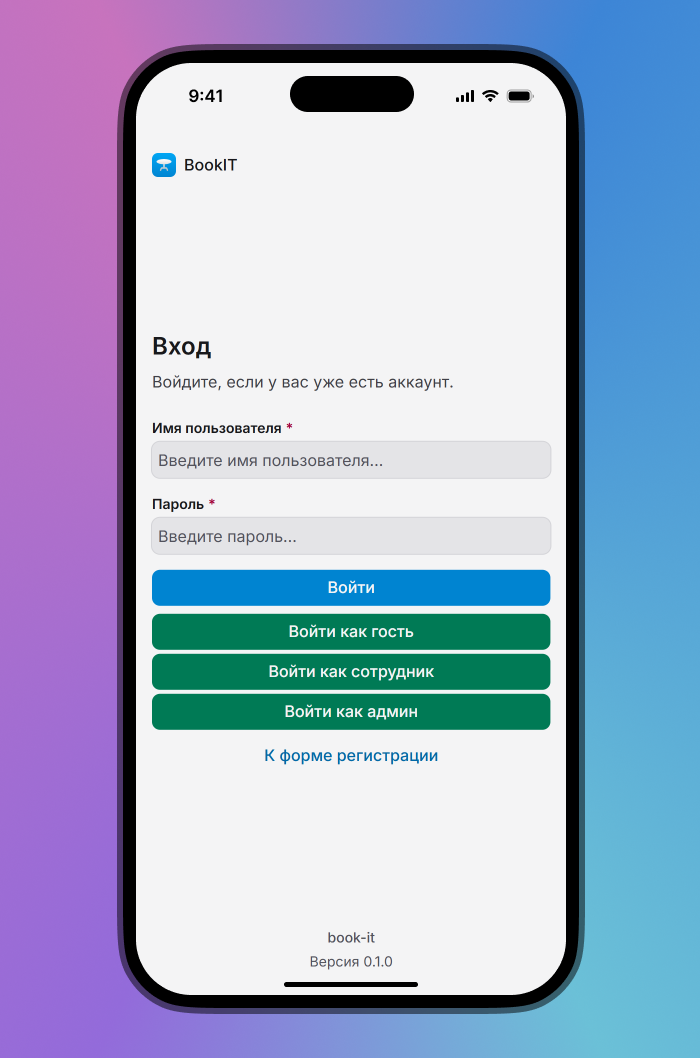 9:41
BookIT
Вход
Войдите, если у вас уже есть аккаунт.
Имя пользователя *
Введите имя пользователя...
Пароль *
Введите пароль...
Войти
Войти как гость
Войти как сотрудник
Войти как админ
К форме регистрации
book-it
Версия 0.1.0